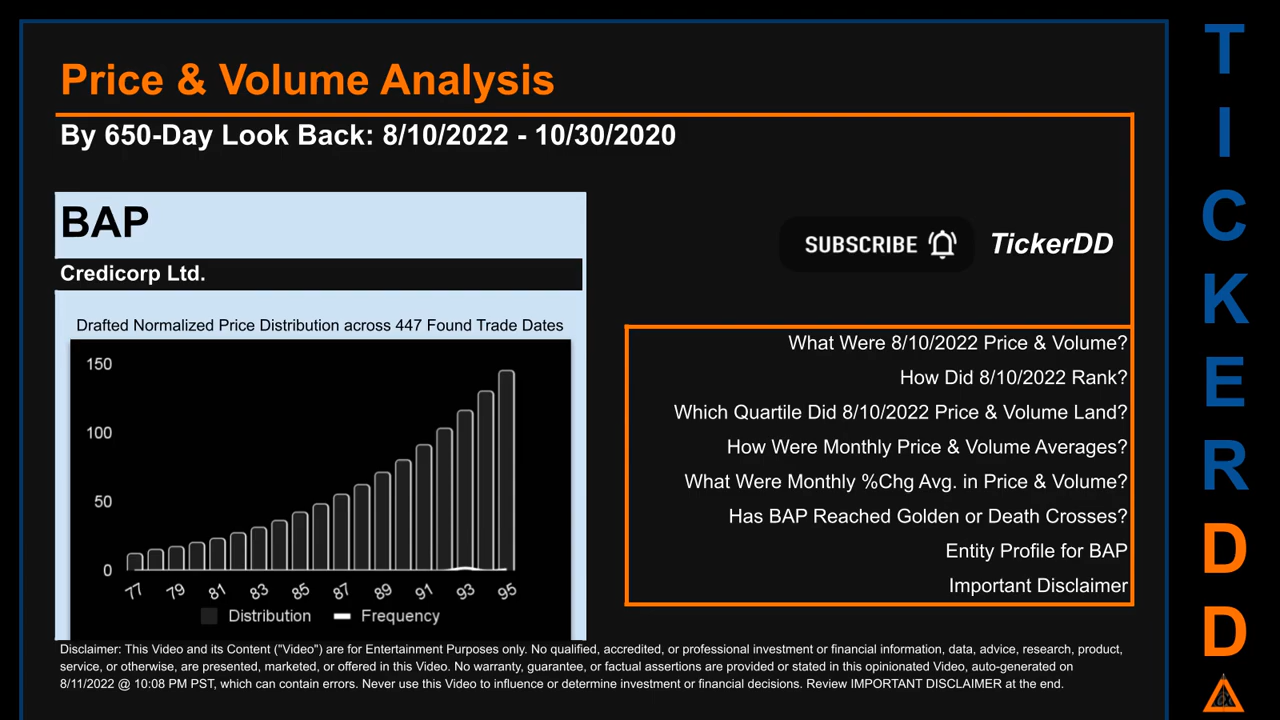 Price & Volume Analysis
By 650-Day Look Back: 8/10/2022 - 10/30/2020
BAP
Credicorp Ltd.
Drafted Normalized Price Distribution across 447 Found Trade Dates
150
100
50
0
77 79 81 83 85 87 89 91 93 95
Distribution Frequency
SUBSCRIBE TickerDD
What Were 8/10/2022 Price & Volume?
How Did 8/10/2022 Rank?
Which Quartile Did 8/10/2022 Price & Volume Land?
How Were Monthly Price & Volume Averages?
What Were Monthly %Chg Avg. in Price & Volume?
Has BAP Reached Golden or Death Crosses?
Entity Profile for BAP
Important Disclaimer
Disclaimer: This Video and its Content ("Video") are for Entertainment Purposes only. No qualified, accredited, or professional investment or financial information, data, advice, research, product,
service, or otherwise, are presented, marketed, or offered in this Video. No warranty, guarantee, or factual assertions are provided or stated in this opinionated Video, auto-generated on
8/11/2022 @ 10:08 PM PST, which can contain errors. Never use this Video to influence or determine investment or financial decisions. Review IMPORTANT DISCLAIMER at the end.
TICKERDD